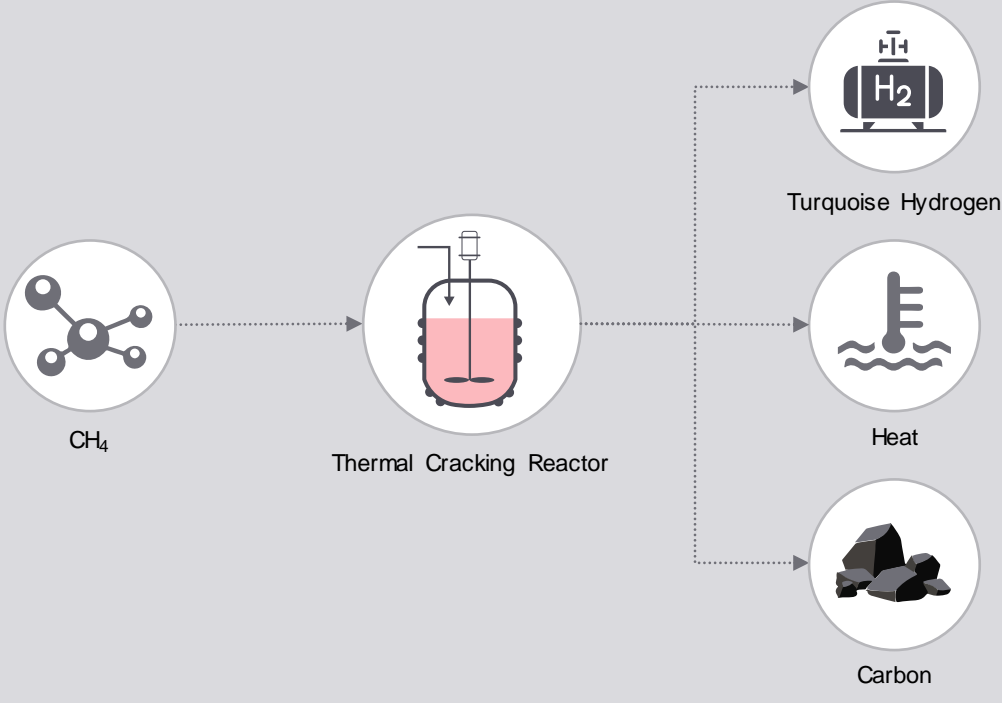 H2
Turquoise Hydrogen
CH₄
Thermal Cracking Reactor
Heat
Carbon